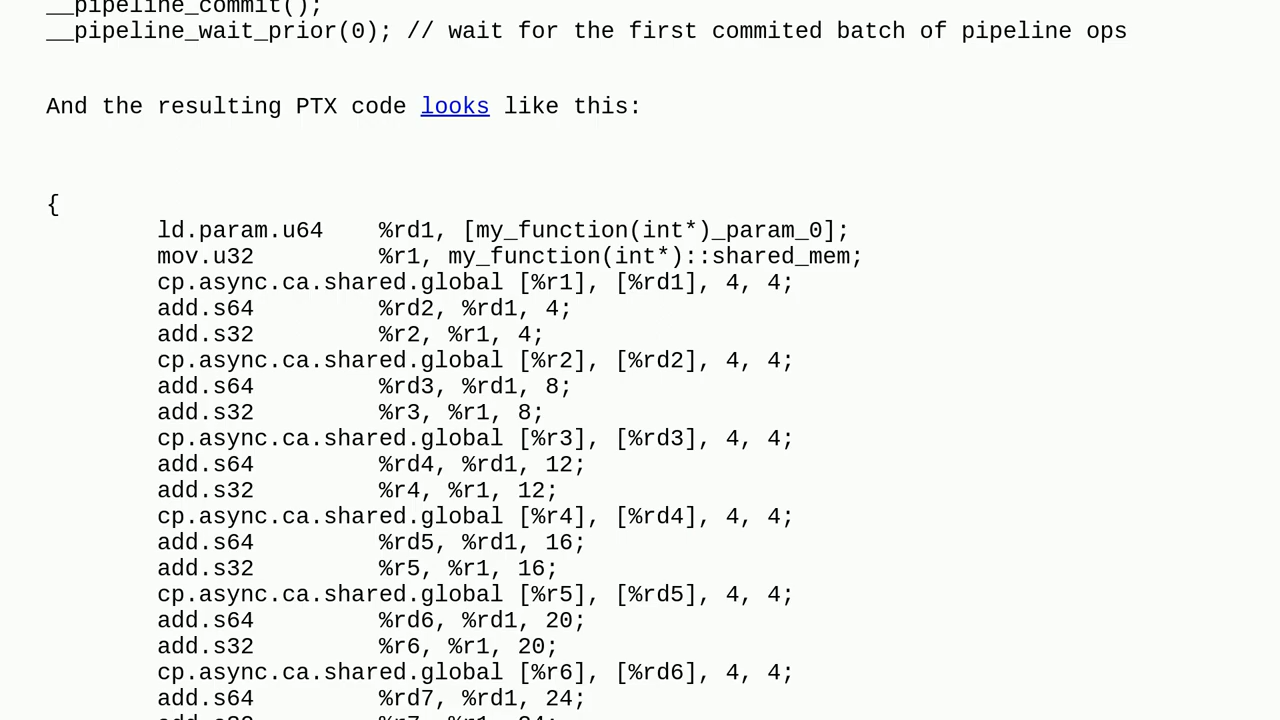 __pipeline_commit();
__pipeline_wait_prior(0); // wait for the first commited batch of pipeline ops
And the resulting PTX code looks like this:
{
ld.param.u64 %rd1, [my_function(int*)_param_0];
mov.u32 %r1, my_function(int*)::shared_mem;
cp.async.ca.shared.global [%r1], [%rd1], 4, 4;
add.s64 %rd2, %rd1, 4;
add.s32 %r2, %r1, 4;
cp.async.ca.shared.global [%r2], [%rd2], 4, 4;
add.s64 %rd3, %rd1, 8;
add.s32 %r3, %r1, 8;
cp.async.ca.shared.global [%r3], [%rd3], 4, 4;
add.s64 %rd4, %rd1, 12;
add.s32 %r4, %r1, 12;
cp.async.ca.shared.global [%r4], [%rd4], 4, 4;
add.s64 %rd5, %rd1, 16;
add.s32 %r5, %r1, 16;
cp.async.ca.shared.global [%r5], [%rd5], 4, 4;
add.s64 %rd6, %rd1, 20;
add.s32 %r6, %r1, 20;
cp.async.ca.shared.global [%r6], [%rd6], 4, 4;
add.s64 %rd7, %rd1, 24;
add.s32 %r7, %r1, 24;